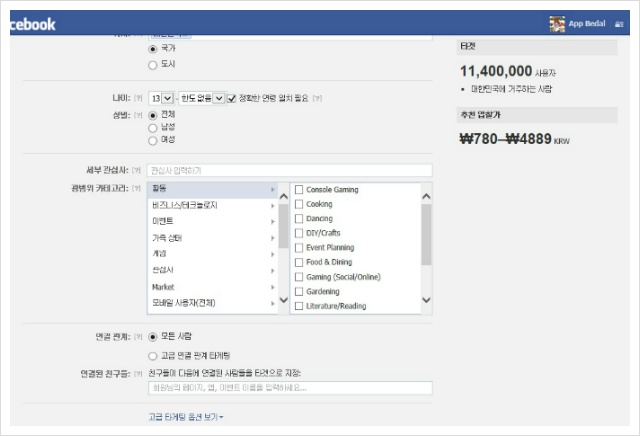 cebook
App Bedal
국가
도시
나이: [?] 13 - 한도 없음 정확한 연령 일치 필요 [?]
성별: [?] 전체
남성
여성
세부 관심사: [?] 관심사 입력하기
광범위 카테고리: [?] 활동
비즈니스/테크놀로지
이벤트
가족 상태
게임
관심사
Market
모바일 사용자(전체)
Console Gaming
Cooking
Dancing
DIY/Crafts
Event Planning
Food & Dining
Gaming (Social/Online)
Gardening
Literature/Reading
연결 관계: [?] 모든 사람
고급 연결 관계 타게팅
연결된 친구들: [?] 친구들이 다음에 연결된 사람들을 타겟으로 지정:
회원님의 페이지, 앱, 이벤트 이름을 입력하세요...
고급 타게팅 옵션 보기
타겟
11,400,000 사용자
대한민국에 거주하는 사람
추천 입찰가
₩780–₩4889 KRW